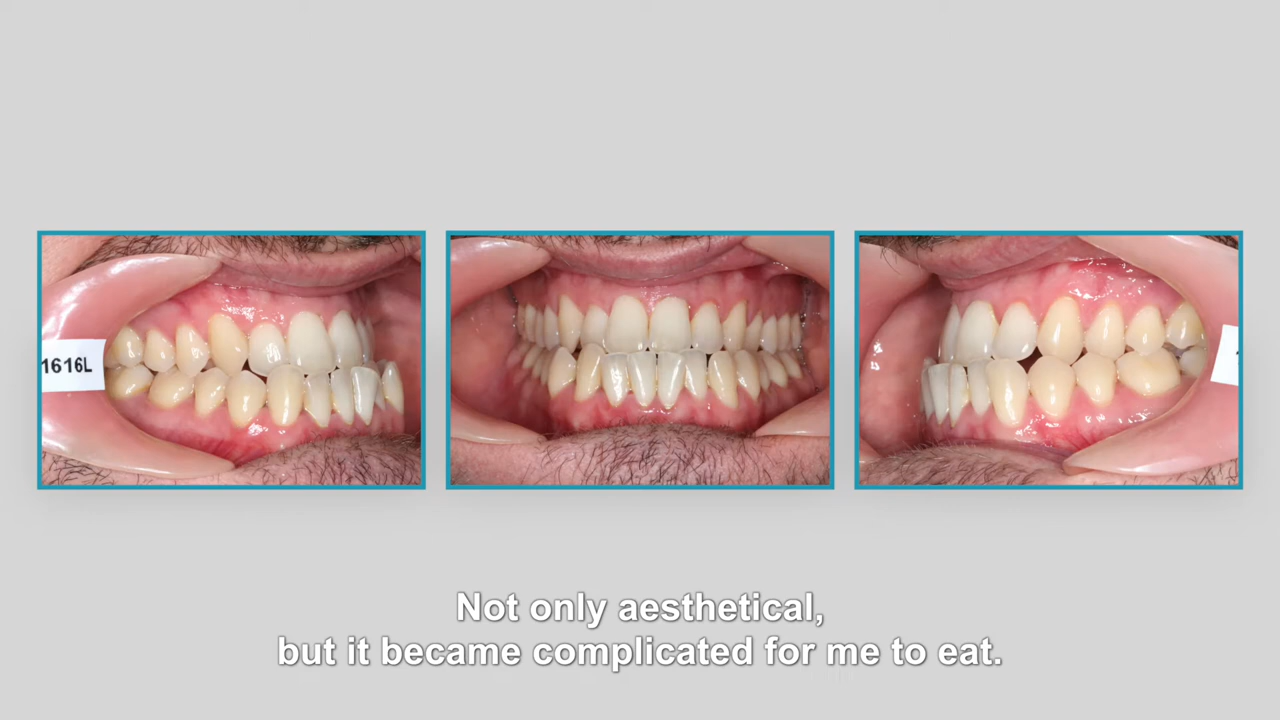 1616L
Not only aesthetical,
but it became complicated for me to eat.